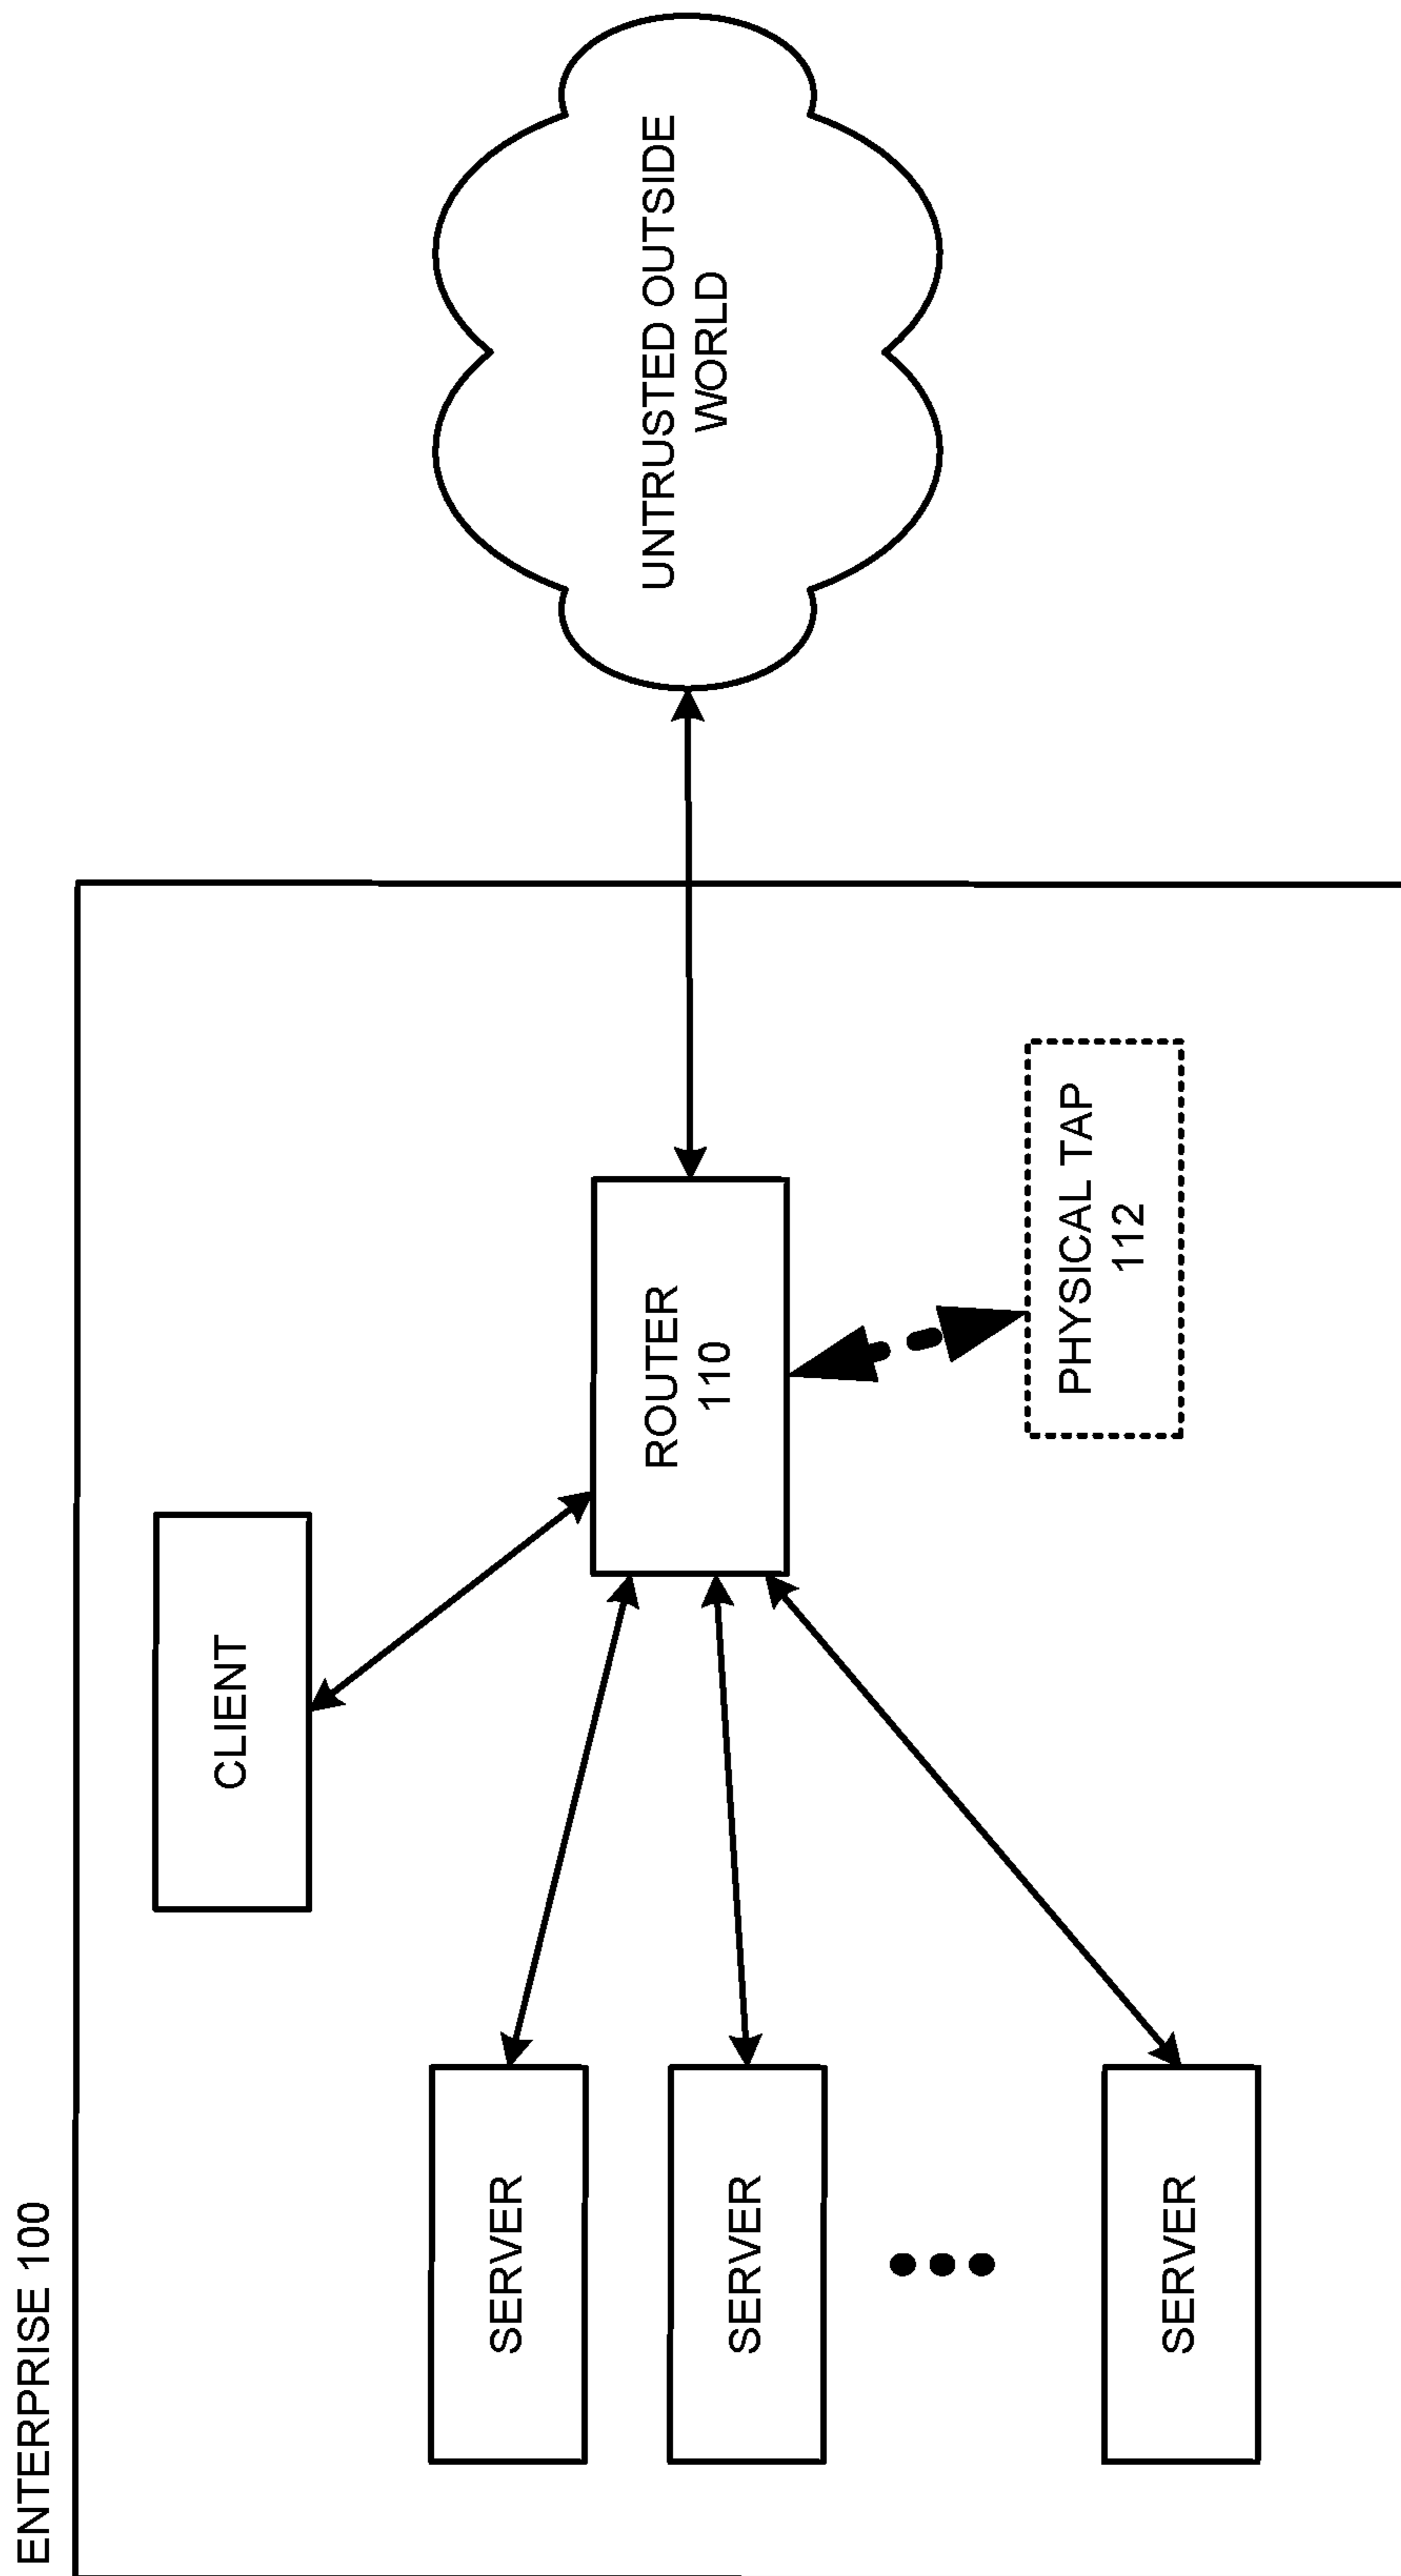 ENTERPRISE 100
CLIENT
SERVER
SERVER
SERVER
ROUTER
110
PHYSICAL TAP
112
UNTRUSTED OUTSIDE
WORLD